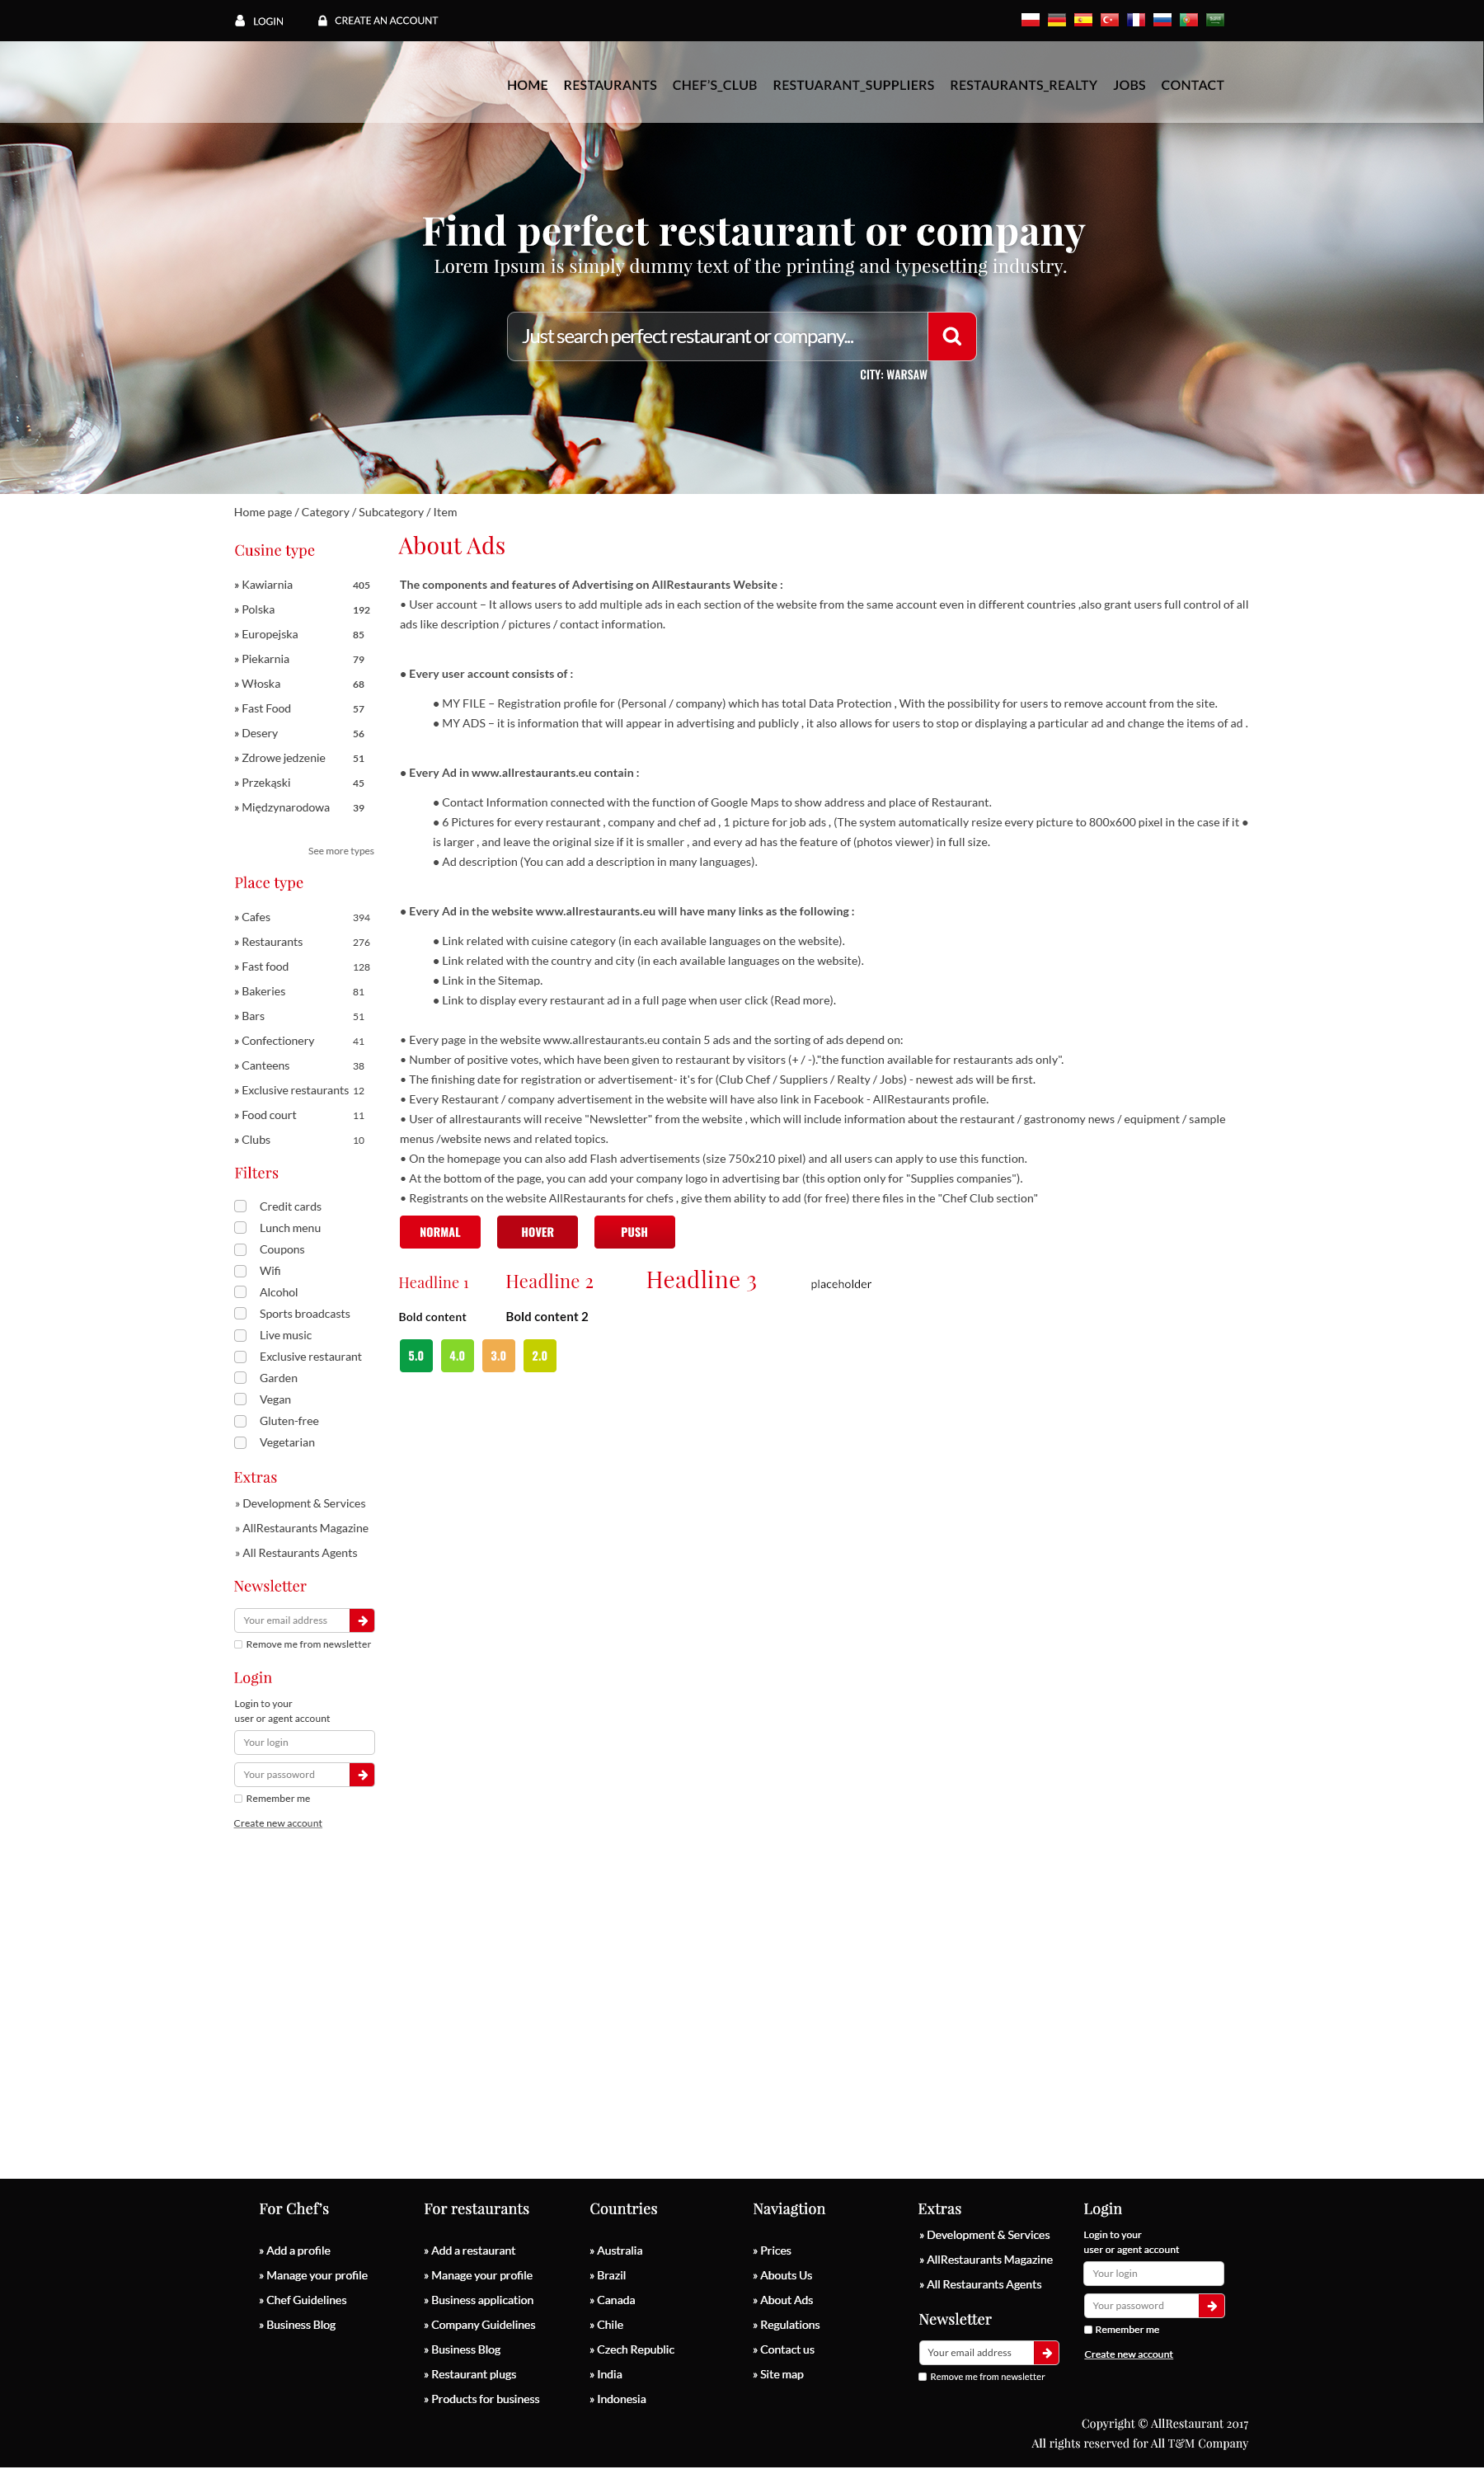 LOGIN CREATE AN ACCOUNT
HOME RESTAURANTS CHEF'S_CLUB RESTUARANT_SUPPLIERS RESTAURANTS_REALTY JOBS CONTACT
Find perfect restaurant or company
Lorem Ipsum is simply dummy text of the printing and typesetting industry.
Just search perfect restaurant or company...
CITY: WARSAW
Home page / Category / Subcategory / Item
Cusine type
» Kawiarnia 405
» Polska 192
» Europejska 85
» Piekarnia 79
» Włoska 68
» Fast Food 57
» Desery 56
» Zdrowe jedzenie 51
» Przekąski 45
» Międzynarodowa 39
See more types
Place type
» Cafes 394
» Restaurants 276
» Fast food 128
» Bakeries 81
» Bars 51
» Confectionery 41
» Canteens 38
» Exclusive restaurants 12
» Food court 11
» Clubs 10
Filters
Credit cards
Lunch menu
Coupons
Wifi
Alcohol
Sports broadcasts
Live music
Exclusive restaurant
Garden
Vegan
Gluten-free
Vegetarian
Extras
» Development & Services
» AllRestaurants Magazine
» All Restaurants Agents
Newsletter
Your email address
Remove me from newsletter
Login
Login to your
user or agent account
Your login
Your passoword
Remember me
Create new account
About Ads
The components and features of Advertising on AllRestaurants Website :
• User account – It allows users to add multiple ads in each section of the website from the same account even in different countries ,also grant users full control of all
ads like description / pictures / contact information.
● Every user account consists of :
● MY FILE – Registration profile for (Personal / company) which has total Data Protection , With the possibility for users to remove account from the site.
● MY ADS – it is information that will appear in advertising and publicly , it also allows for users to stop or displaying a particular ad and change the items of ad .
● Every Ad in www.allrestaurants.eu contain :
● Contact Information connected with the function of Google Maps to show address and place of Restaurant.
● 6 Pictures for every restaurant , company and chef ad , 1 picture for job ads , (The system automatically resize every picture to 800x600 pixel in the case if it ●
is larger , and leave the original size if it is smaller , and every ad has the feature of (photos viewer) in full size.
● Ad description (You can add a description in many languages).
● Every Ad in the website www.allrestaurants.eu will have many links as the following :
● Link related with cuisine category (in each available languages on the website).
● Link related with the country and city (in each available languages on the website).
● Link in the Sitemap.
● Link to display every restaurant ad in a full page when user click (Read more).
• Every page in the website www.allrestaurants.eu contain 5 ads and the sorting of ads depend on:
• Number of positive votes, which have been given to restaurant by visitors (+ / -)."the function available for restaurants ads only".
• The finishing date for registration or advertisement- it's for (Club Chef / Suppliers / Realty / Jobs) - newest ads will be first.
• Every Restaurant / company advertisement in the website will have also link in Facebook - AllRestaurants profile.
• User of allrestaurants will receive "Newsletter" from the website , which will include information about the restaurant / gastronomy news / equipment / sample
menus /website news and related topics.
• On the homepage you can also add Flash advertisements (size 750x210 pixel) and all users can apply to use this function.
• At the bottom of the page, you can add your company logo in advertising bar (this option only for "Supplies companies").
• Registrants on the website AllRestaurants for chefs , give them ability to add (for free) there files in the "Chef Club section"
NORMAL HOVER PUSH
Headline 1 Headline 2 Headline 3 placeholder
Bold content Bold content 2
5.0 4.0 3.0 2.0
For Chef's
» Add a profile
» Manage your profile
» Chef Guidelines
» Business Blog
For restaurants
» Add a restaurant
» Manage your profile
» Business application
» Company Guidelines
» Business Blog
» Restaurant plugs
» Products for business
Countries
» Australia
» Brazil
» Canada
» Chile
» Czech Republic
» India
» Indonesia
Naviagtion
» Prices
» Abouts Us
» About Ads
» Regulations
» Contact us
» Site map
Extras
» Development & Services
» AllRestaurants Magazine
» All Restaurants Agents
Newsletter
Your email address
Remove me from newsletter
Login
Login to your
user or agent account
Your login
Your passoword
Remember me
Create new account
Copyright © AllRestaurant 2017
All rights reserved for All T&M Company